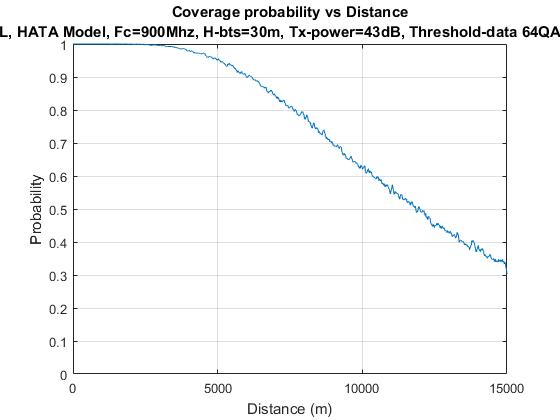 Coverage probability vs Distance
L, HATA Model, Fc=900Mhz, H-bts=30m, Tx-power=43dB, Threshold-data 64QA
1
0.9
0.8
0.7
0.6
0.5
0.4
0.3
0.2
0.1
0
Probability
0 5000 10000 15000
Distance (m)